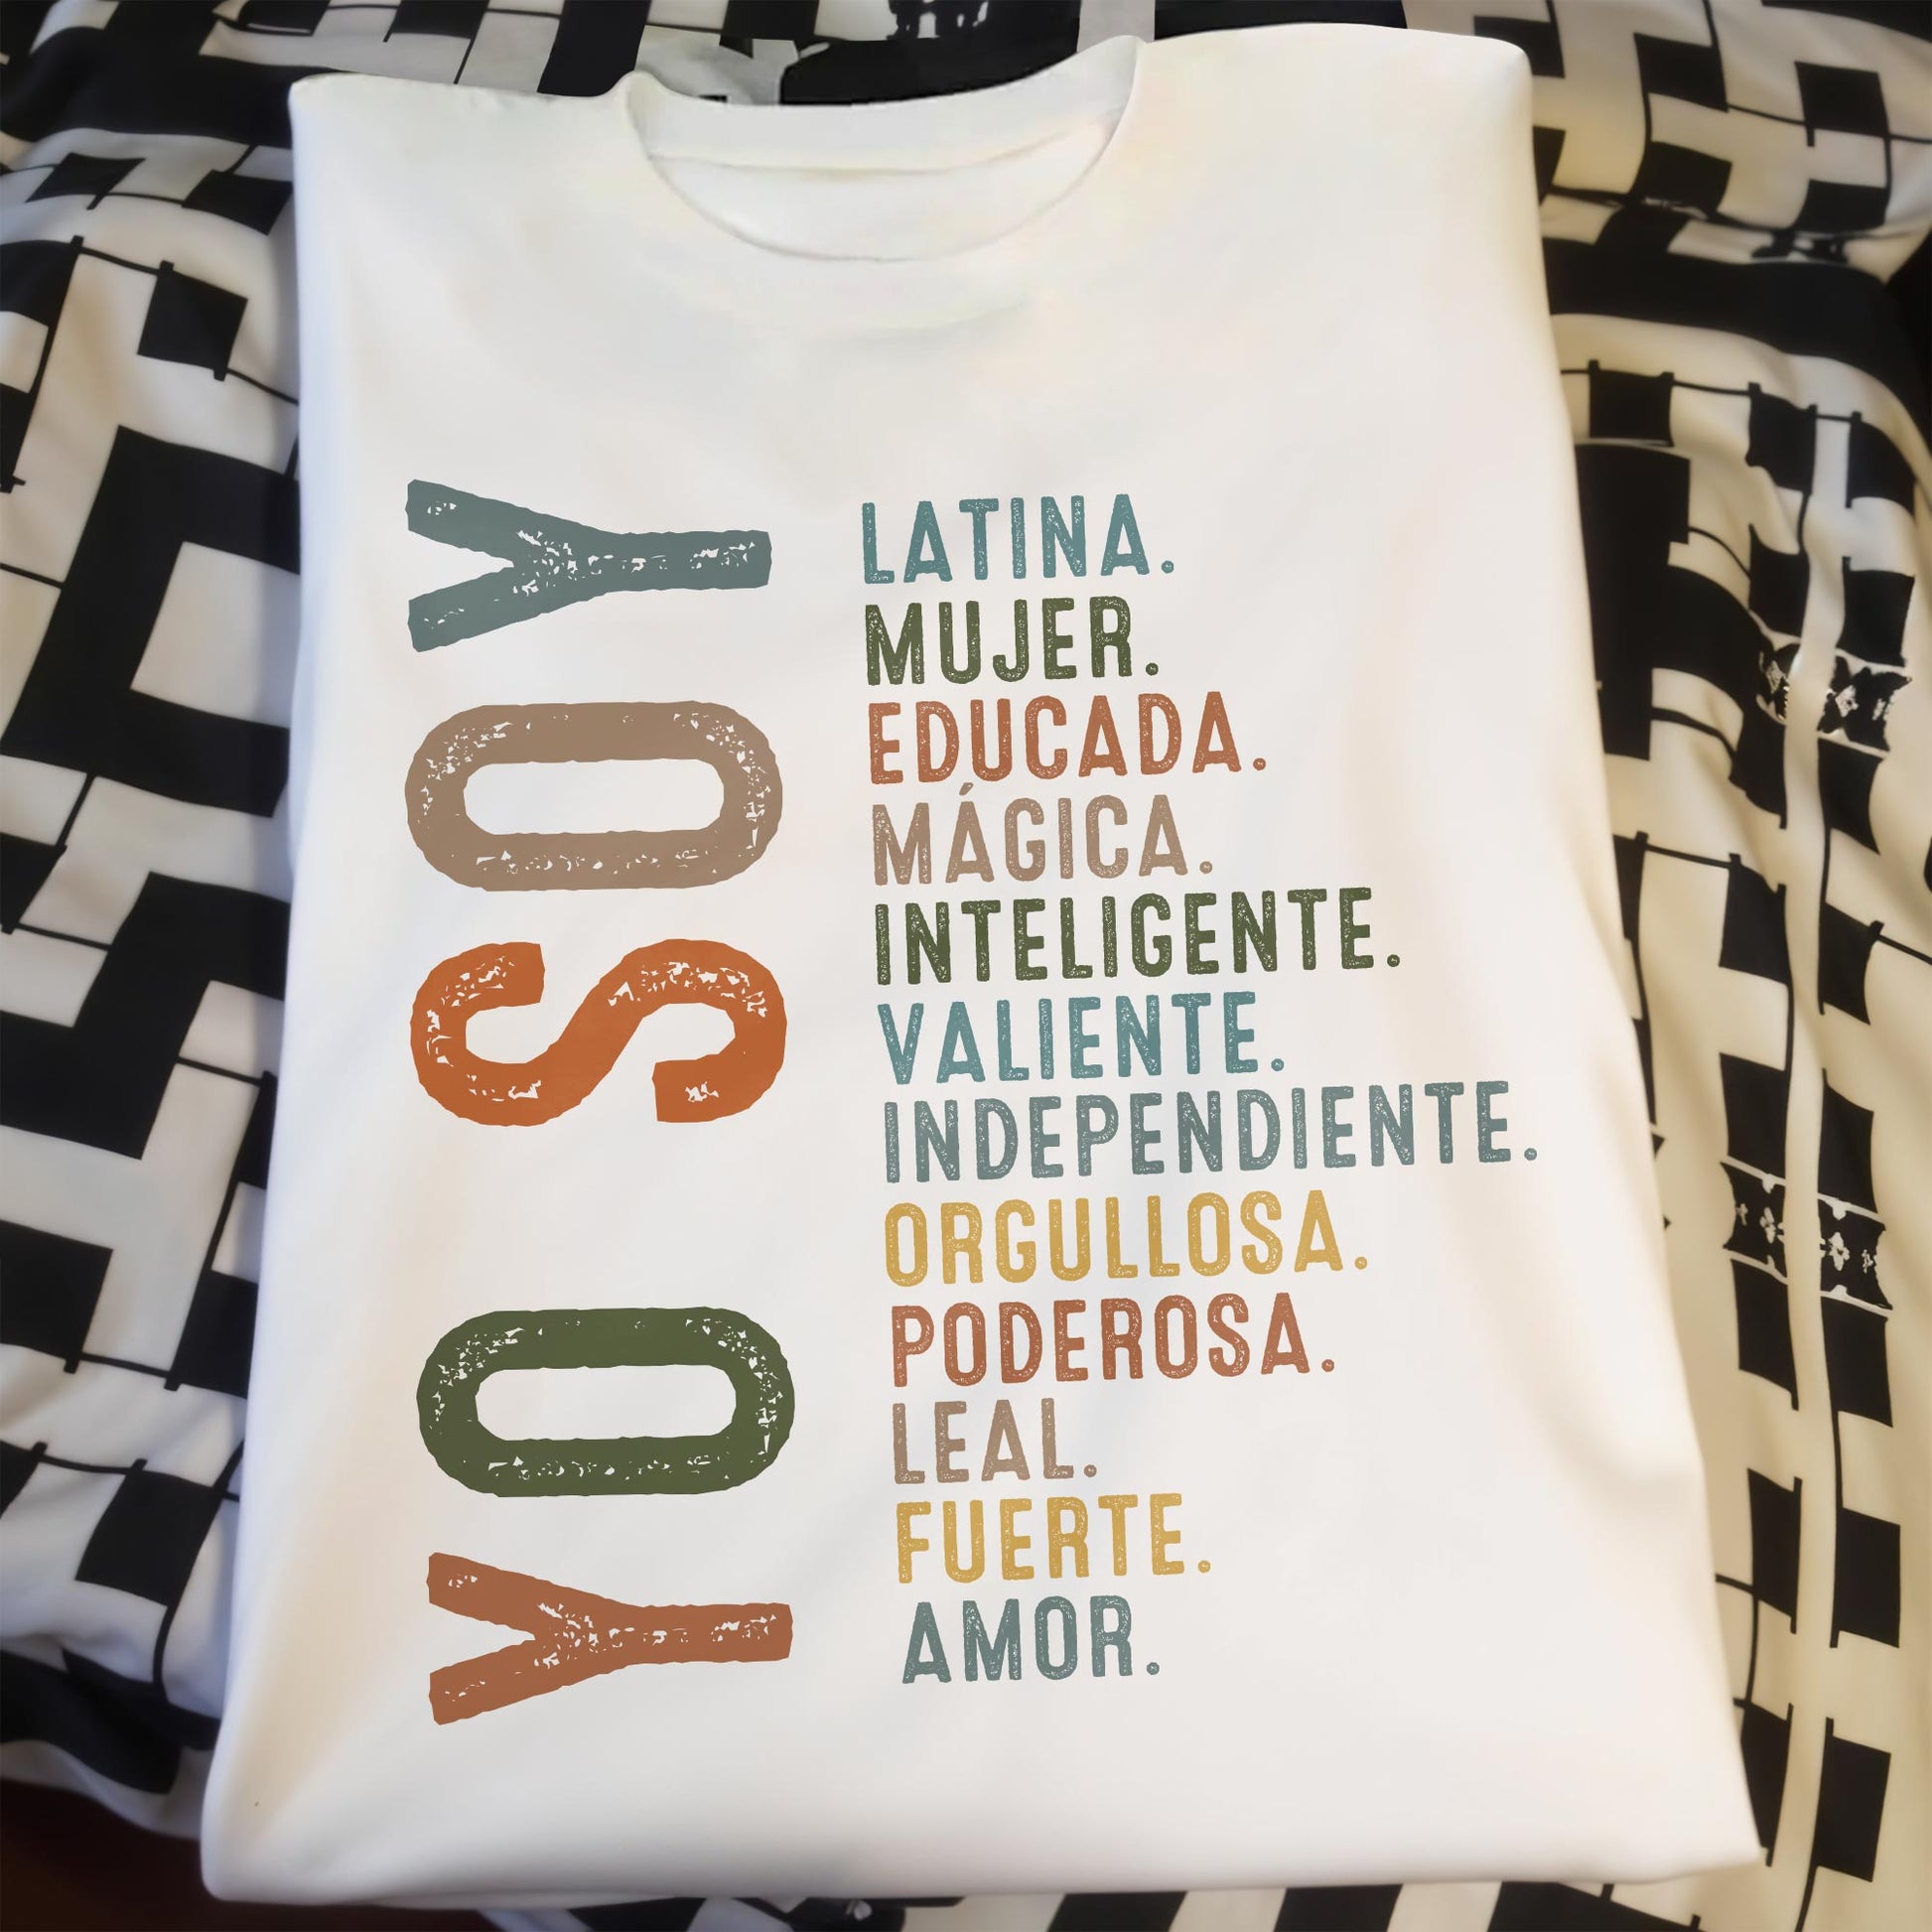 YO SOY
LATINA.
MUJER.
EDUCADA.
MÁGICA.
INTELIGENTE.
VALIENTE.
INDEPENDIENTE.
ORGULLOSA.
PODEROSA.
LEAL.
FUERTE.
AMOR.